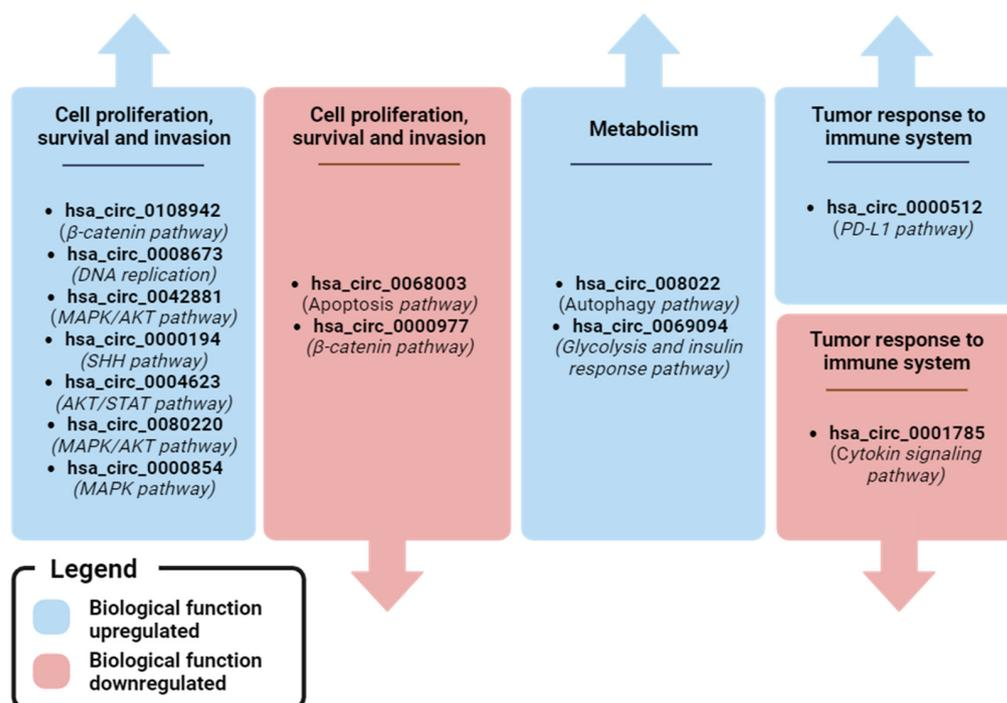 Cell proliferation,
survival and invasion
• hsa_circ_0108942
(β-catenin pathway)
• hsa_circ_0008673
(DNA replication)
• hsa_circ_0042881
(MAPK/AKT pathway)
• hsa_circ_0000194
(SHH pathway)
• hsa_circ_0004623
(AKT/STAT pathway)
• hsa_circ_0080220
(MAPK/AKT pathway)
• hsa_circ_0000854
(MAPK pathway)
Cell proliferation,
survival and invasion
• hsa_circ_0068003
(Apoptosis pathway)
• hsa_circ_0000977
(β-catenin pathway)
Metabolism
• hsa_circ_008022
(Autophagy pathway)
• hsa_circ_0069094
(Glycolysis and insulin
response pathway)
Tumor response to
immune system
• hsa_circ_0000512
(PD-L1 pathway)
Tumor response to
immune system
• hsa_circ_0001785
(Cytokin signaling
pathway)
Legend
Biological function
upregulated
Biological function
downregulated